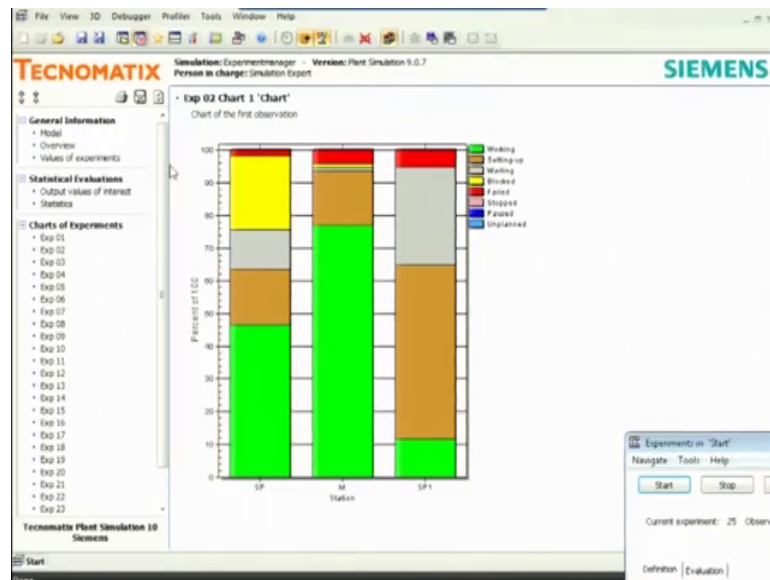 File View 3D Debugger Profiler Tools Window Help
TECNOMATIX
Simulation: Experimentmanager - Version: Plant Simulation 9.0.7
Person in charge: Simulation Expert
SIEMENS
General Information
Model
Overview
Values of experiments
Statistical Evaluations
Output values of interest
Statistics
Charts of Experiments
Exp 01
Exp 02
Exp 03
Exp 04
Exp 05
Exp 06
Exp 07
Exp 08
Exp 09
Exp 10
Exp 11
Exp 12
Exp 13
Exp 14
Exp 15
Exp 16
Exp 17
Exp 18
Exp 19
Exp 20
Exp 21
Exp 22
Exp 23
Tecnomatix Plant Simulation 10
Siemens
Exp 02 Chart 1 'Chart'
Chart of the first observation
Percent of 100
100
90
80
70
60
50
40
30
20
10
0
SP M SP1
Station
Working
Setting-up
Waiting
Blocked
Failed
Stopped
Paused
Unplanned
Experiments in 'Start'
Navigate Tools Help
Start Stop
Current experiment: 25 Observ
Definition Evaluation
Start